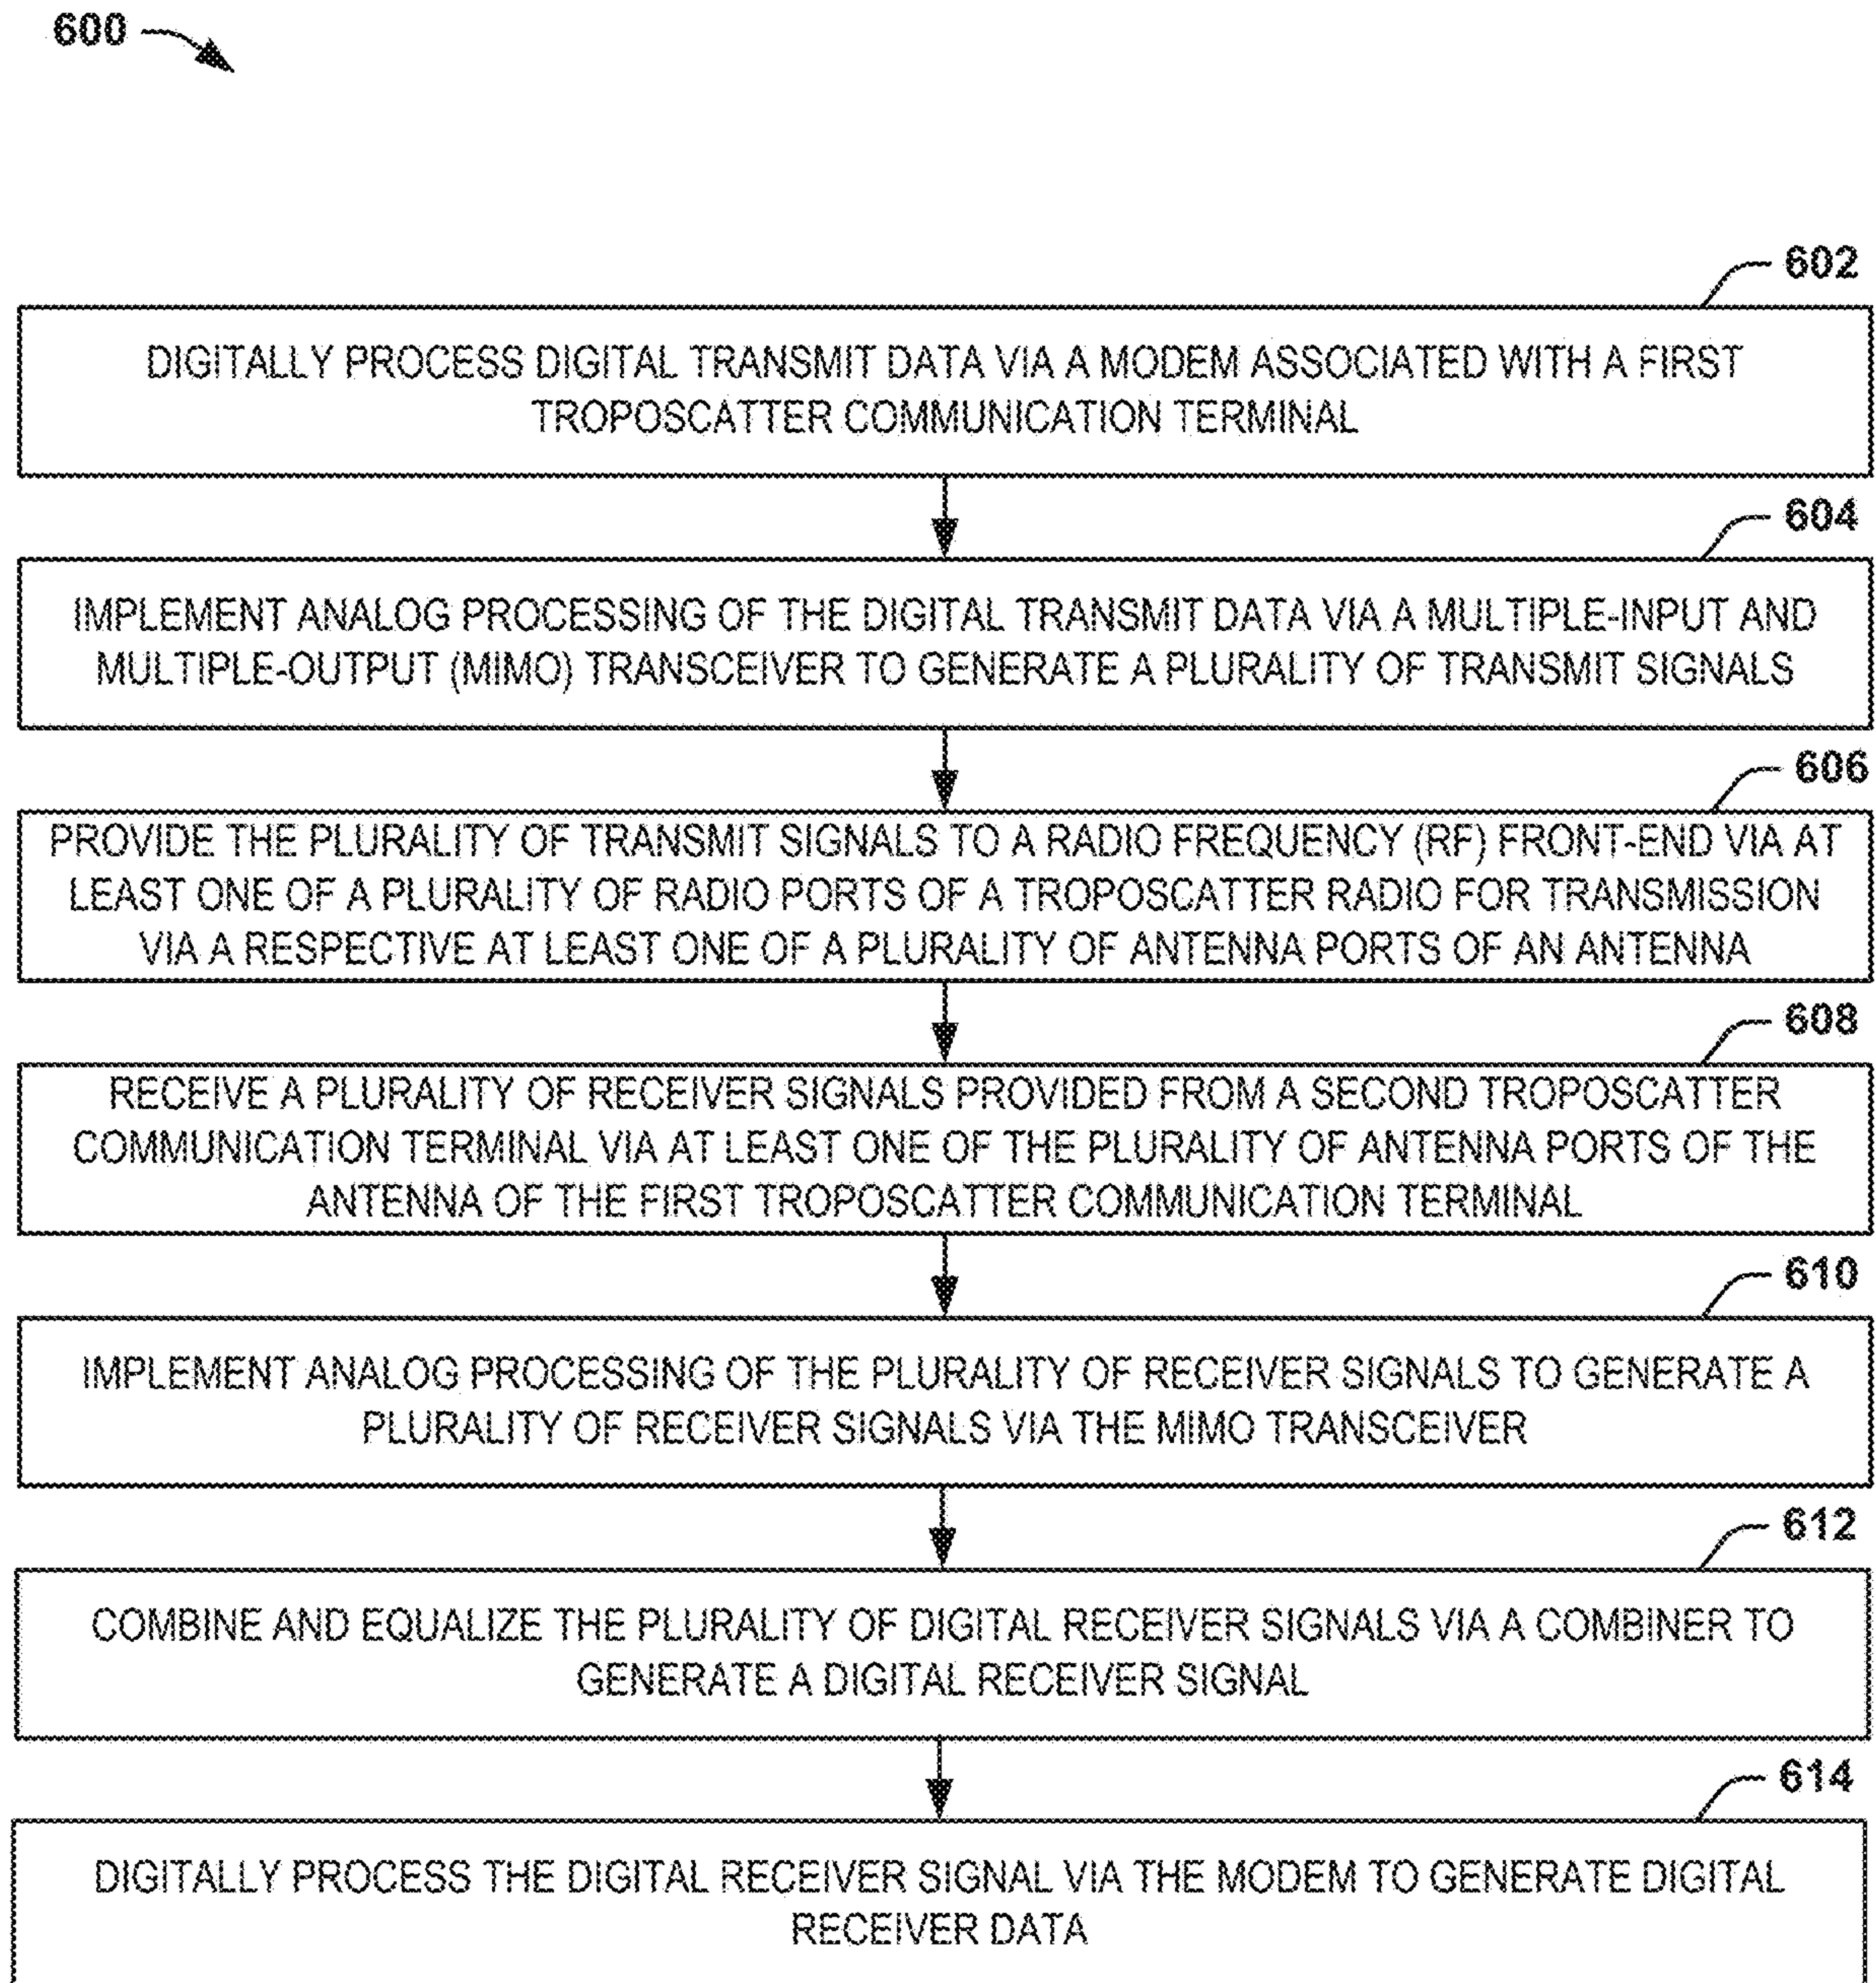 600
602
DIGITALLY PROCESS DIGITAL TRANSMIT DATA VIA A MODEM ASSOCIATED WITH A FIRST
TROPOSCATTER COMMUNICATION TERMINAL
604
IMPLEMENT ANALOG PROCESSING OF THE DIGITAL TRANSMIT DATA VIA A MULTIPLE-INPUT AND
MULTIPLE-OUTPUT (MIMO) TRANSCEIVER TO GENERATE A PLURALITY OF TRANSMIT SIGNALS
606
PROVIDE THE PLURALITY OF TRANSMIT SIGNALS TO A RADIO FREQUENCY (RF) FRONT-END VIA AT
LEAST ONE OF A PLURALITY OF RADIO PORTS OF A TROPOSCATTER RADIO FOR TRANSMISSION
VIA A RESPECTIVE AT LEAST ONE OF A PLURALITY OF ANTENNA PORTS OF AN ANTENNA
608
RECEIVE A PLURALITY OF RECEIVER SIGNALS PROVIDED FROM A SECOND TROPOSCATTER
COMMUNICATION TERMINAL VIA AT LEAST ONE OF THE PLURALITY OF ANTENNA PORTS OF THE
ANTENNA OF THE FIRST TROPOSCATTER COMMUNICATION TERMINAL
610
IMPLEMENT ANALOG PROCESSING OF THE PLURALITY OF RECEIVER SIGNALS TO GENERATE A
PLURALITY OF RECEIVER SIGNALS VIA THE MIMO TRANSCEIVER
612
COMBINE AND EQUALIZE THE PLURALITY OF DIGITAL RECEIVER SIGNALS VIA A COMBINER TO
GENERATE A DIGITAL RECEIVER SIGNAL
614
DIGITALLY PROCESS THE DIGITAL RECEIVER SIGNAL VIA THE MODEM TO GENERATE DIGITAL
RECEIVER DATA